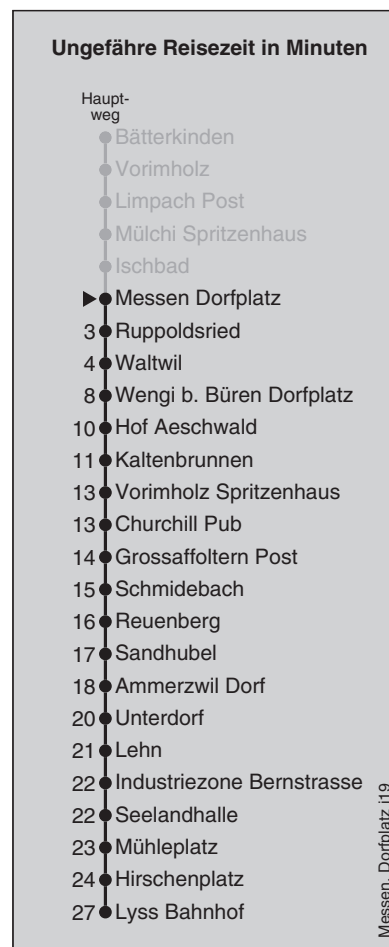 Ungefähre Reisezeit in Minuten
Haupt-
weg
Bätterkinden
Vorimholz
Limpach Post
Mülchi Spritzenhaus
Ischbad
Messen Dorfplatz
3 Ruppoldsried
4 Waltwil
8 Wengi b. Büren Dorfplatz
10 Hof Aeschwald
11 Kaltenbrunnen
13 Vorimholz Spritzenhaus
13 Churchill Pub
14 Grossaffoltern Post
15 Schmidebach
16 Reuenberg
17 Sandhubel
18 Ammerzwil Dorf
20 Unterdorf
21 Lehn
22 Industriezone Bernstrasse
22 Seelandhalle
23 Mühleplatz
24 Hirschenplatz
27 Lyss Bahnhof
Messen, Dorfplatz j19